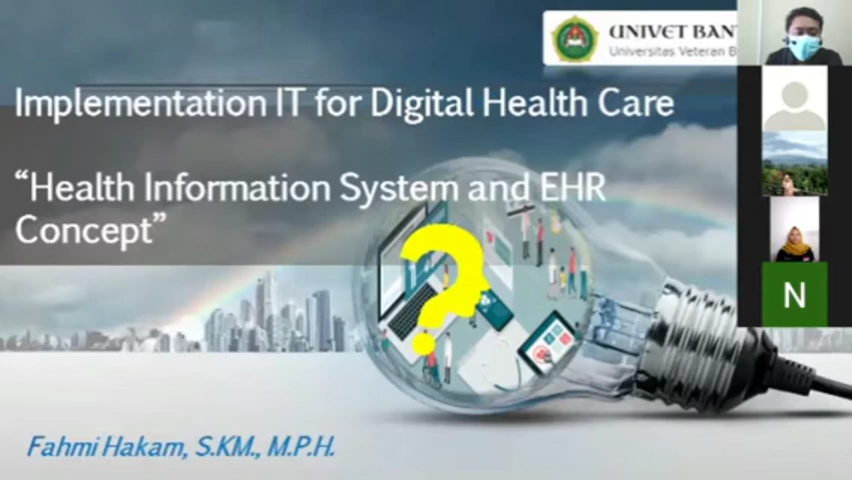 UNIVET BANT
Universitas Veteran B
Implementation IT for Digital Health Care
“Health Information System and EHR
Concept”
?
N
Fahmi Hakam, S.KM., M.P.H.